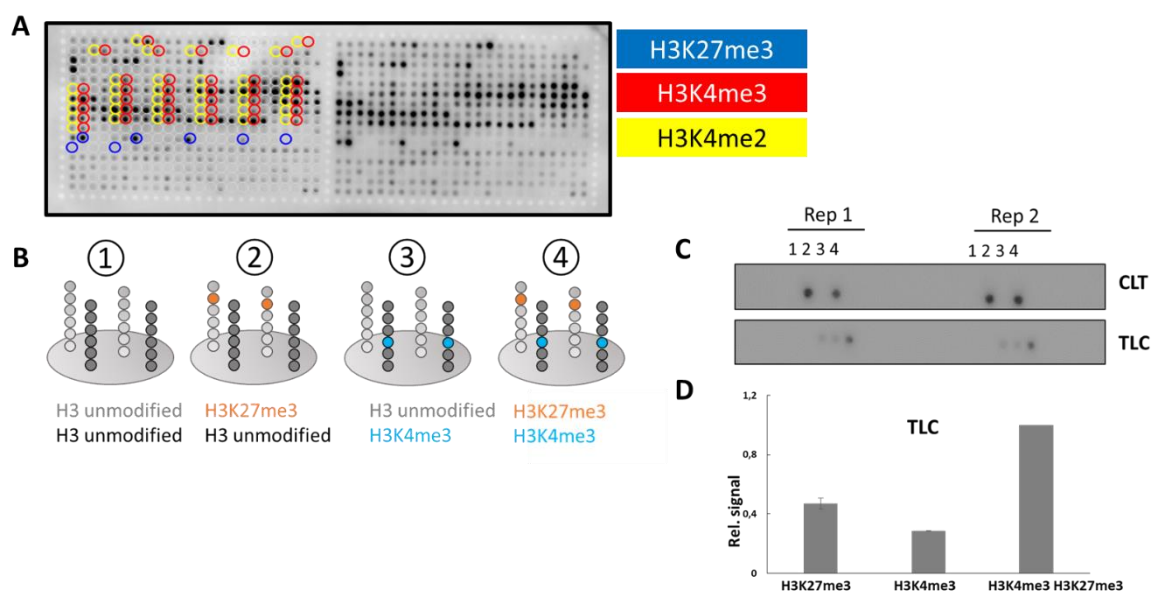 A
H3K27me3
H3K4me3
H3K4me2
B
1
2
3
4
H3 unmodified
H3 unmodified
H3K27me3
H3 unmodified
H3 unmodified
H3K4me3
H3K27me3
H3K4me3
C
Rep 1
Rep 2
1 2 3 4
1 2 3 4
CLT
TLC
D
TLC
Rel. signal
1,2
0,8
0,4
0
H3K27me3
H3K4me3
H3K4me3 H3K27me3